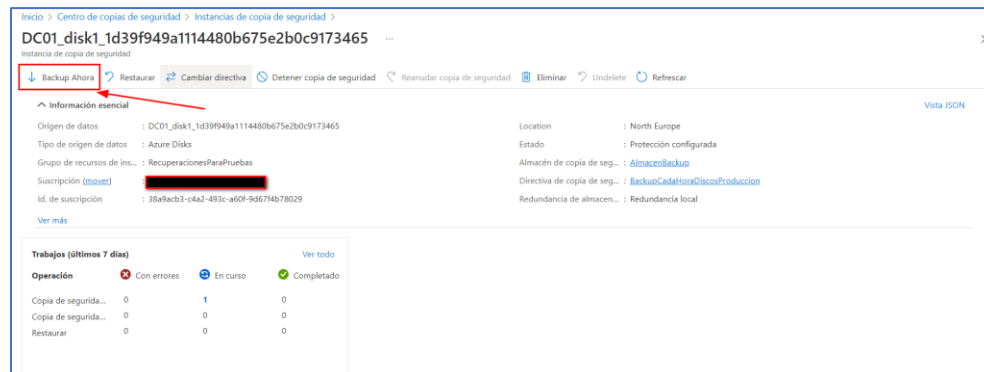 Inicio > Centro de copias de seguridad > Instancias de copia de seguridad >
DC01_disk1_1d39f949a1114480b675e2b0c9173465 ...
Instancia de copia de seguridad
Backup Ahora Restaurar Cambiar directiva Detener copia de seguridad Reanudar copia de seguridad Eliminar Undelete Refrescar
Información esencial Vista JSON
Origen de datos : DC01_disk1_1d39f949a1114480b675e2b0c9173465 Location : North Europe
Tipo de origen de datos : Azure Disks Estado : Protección configurada
Grupo de recursos de ins... : RecuperacionesParaPruebas Almacén de copia de seg... : AlmacenBackup
Suscripción (mover) : Directiva de copia de seg... : BackupCadaHoraDiscosProduccion
Id. de suscripción : 38a9acb3-c4a2-493c-a60f-9d67f4b78029 Redundancia de almacen... : Redundancia local
Ver más
Trabajos (últimos 7 días) Ver todo
Operación Con errores En curso Completado
Copia de segurida... 0 1 0
Copia de segurida... 0 0 0
Restaurar 0 0 0